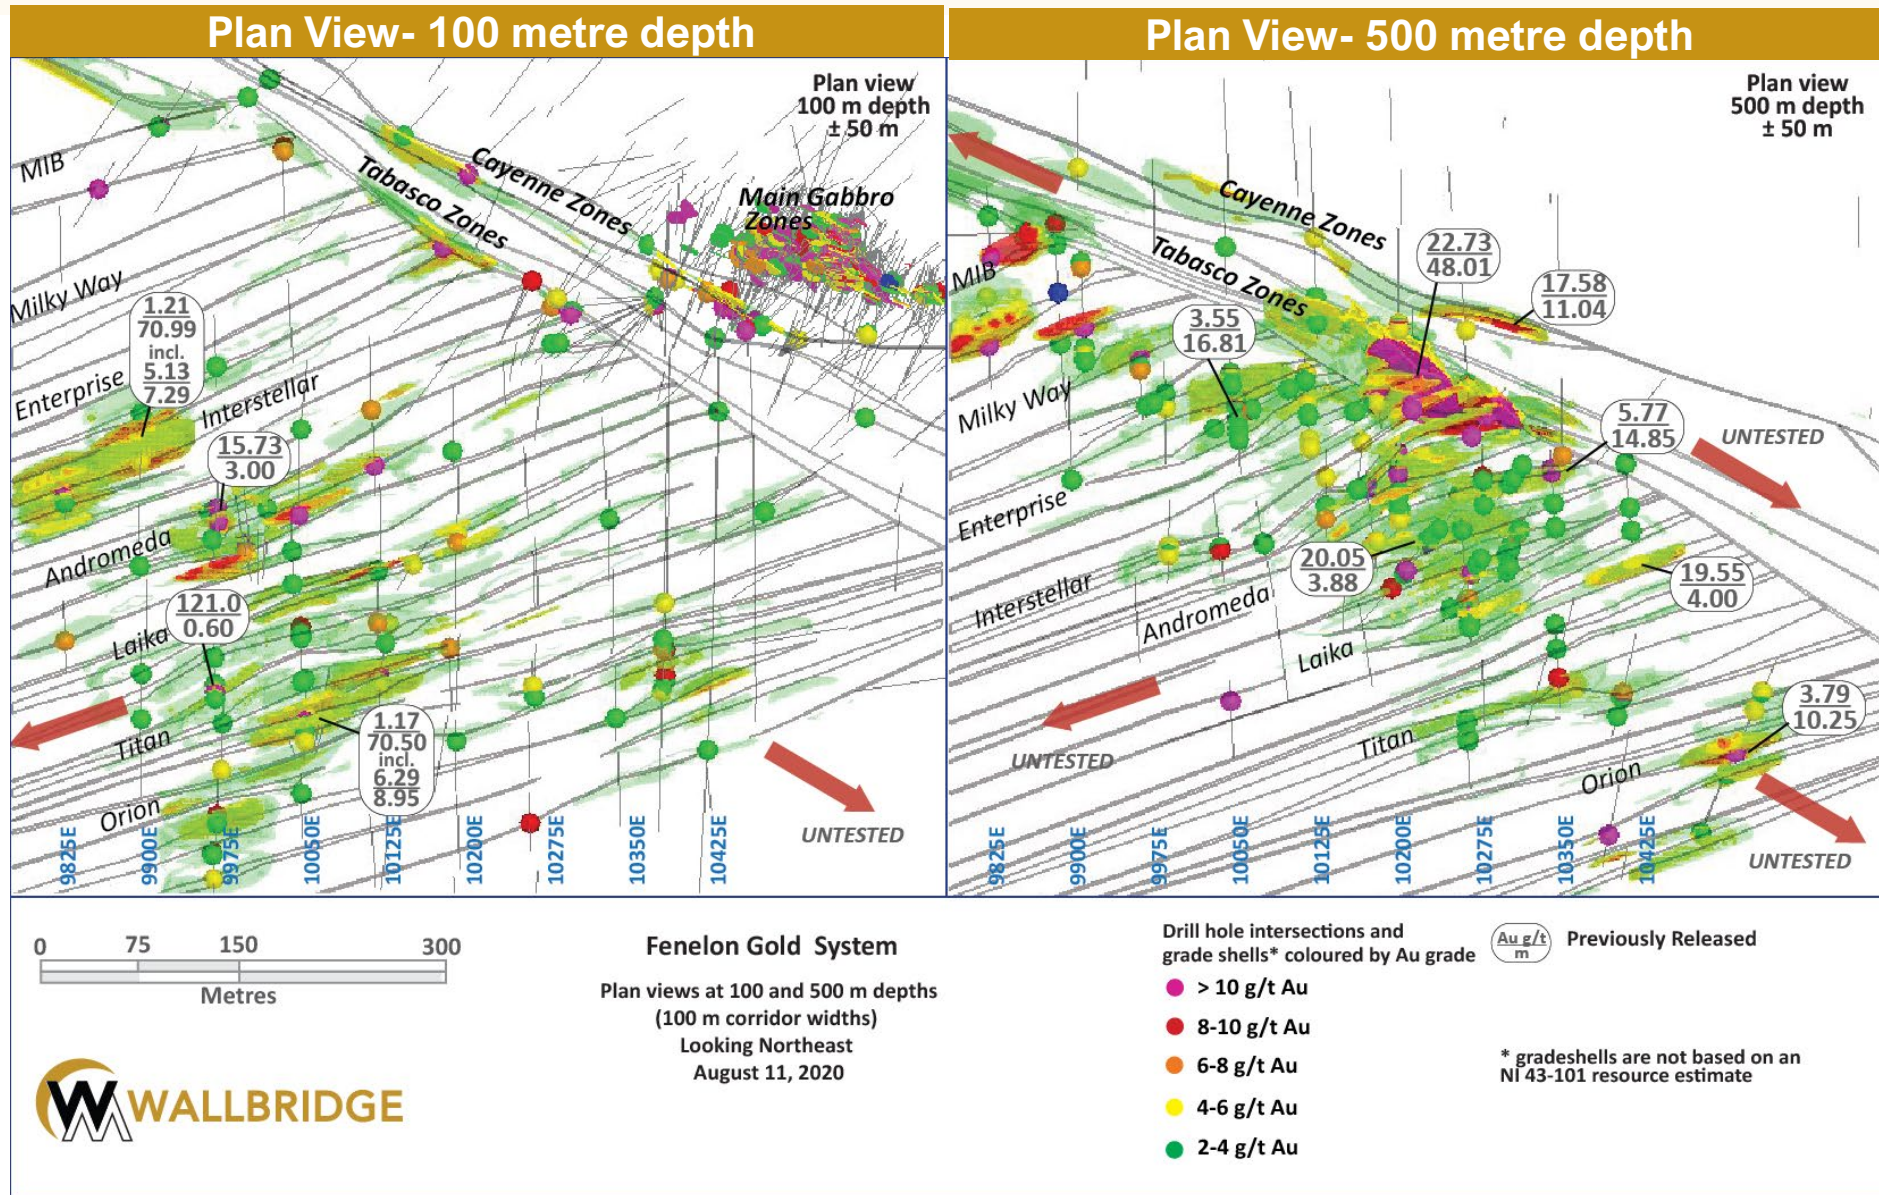 Plan View- 100 metre depth
Plan view
100 m depth
± 50 m
MIB
Cayenne Zones
Tabasco Zones
Main Gabbro
Zones
Milky Way
1.21
70.99
incl.
5.13
7.29
Enterprise
Interstellar
15.73
3.00
Andromeda
121.0
0.60
Laika
1.17
70.50
incl.
6.29
8.95
Titan
Orion
UNTESTED
9825E
9900E
9975E
10050E
10125E
10200E
10275E
10350E
10425E
Plan View- 500 metre depth
Plan view
500 m depth
± 50 m
Cayenne Zones
Tabasco Zones
22.73
48.01
17.58
11.04
MIB
3.55
16.81
Milky Way
5.77
14.85
UNTESTED
Enterprise
20.05
3.88
19.55
4.00
Interstellar
Andromeda
Laika
3.79
10.25
Titan
UNTESTED
Orion
UNTESTED
9825E
9900E
9975E
10050E
10125E
10200E
10275E
10350E
10425E
0 75 150 300
Metres
WALLBRIDGE
Fenelon Gold System
Plan views at 100 and 500 m depths
(100 m corridor widths)
Looking Northeast
August 11, 2020
Drill hole intersections and
grade shells* coloured by Au grade
> 10 g/t Au
8-10 g/t Au
6-8 g/t Au
4-6 g/t Au
2-4 g/t Au
Au g/t
m
Previously Released
* gradeshells are not based on an
NI 43-101 resource estimate